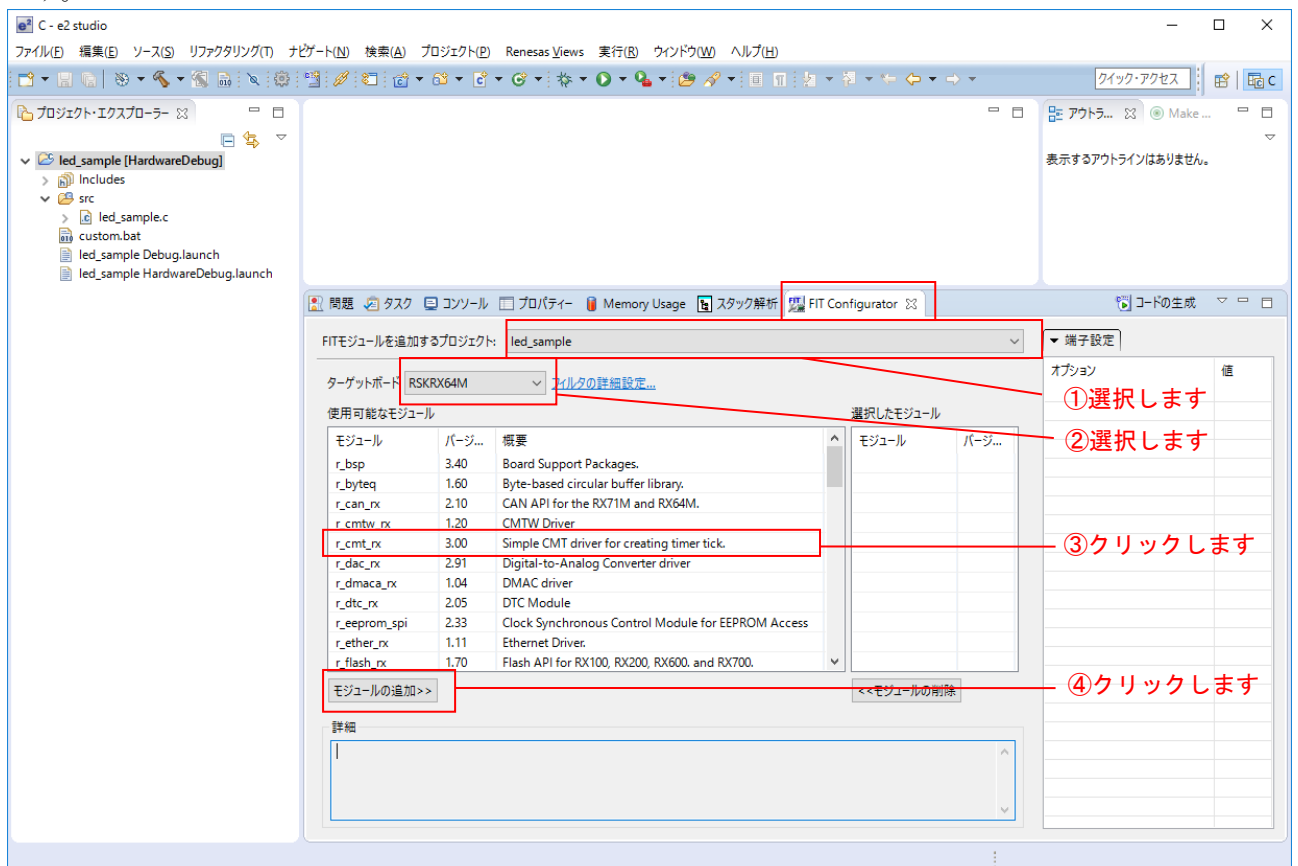 C - e2 studio
ファイル(F) 編集(E) ソース(S) リファクタリング(T) ナビゲート(N) 検索(A) プロジェクト(P) Renesas Views 実行(R) ウィンドウ(W) ヘルプ(H)
クイック・アクセス
C
プロジェクト・エクスプローラー
led_sample [HardwareDebug]
Includes
src
led_sample.c
custom.bat
led_sample Debug.launch
led_sample HardwareDebug.launch
アウトラ... Make ...
表示するアウトラインはありません。
問題 タスク コンソール プロパティー Memory Usage スタック解析 FIT Configurator
コードの生成
FITモジュールを追加するプロジェクト: led_sample
ターゲットボード RSKRX64M フィルタの詳細設定...
使用可能なモジュール
モジュール バージ... 概要
r_bsp 3.40 Board Support Packages.
r_byteq 1.60 Byte-based circular buffer library.
r_can_rx 2.10 CAN API for the RX71M and RX64M.
r_cmtw_rx 1.20 CMTW Driver
r_cmt_rx 3.00 Simple CMT driver for creating timer tick.
r_dac_rx 2.91 Digital-to-Analog Converter driver
r_dmaca_rx 1.04 DMAC driver
r_dtc_rx 2.05 DTC Module
r_eeprom_spi 2.33 Clock Synchronous Control Module for EEPROM Access
r_ether_rx 1.11 Ethernet Driver.
r_flash_rx 1.70 Flash API for RX100, RX200, RX600. and RX700.
モジュールの追加>>
選択したモジュール
モジュール バージ...
<<モジュールの削除
詳細
端子設定
オプション 値
①選択します
②選択します
③クリックします
④クリックします